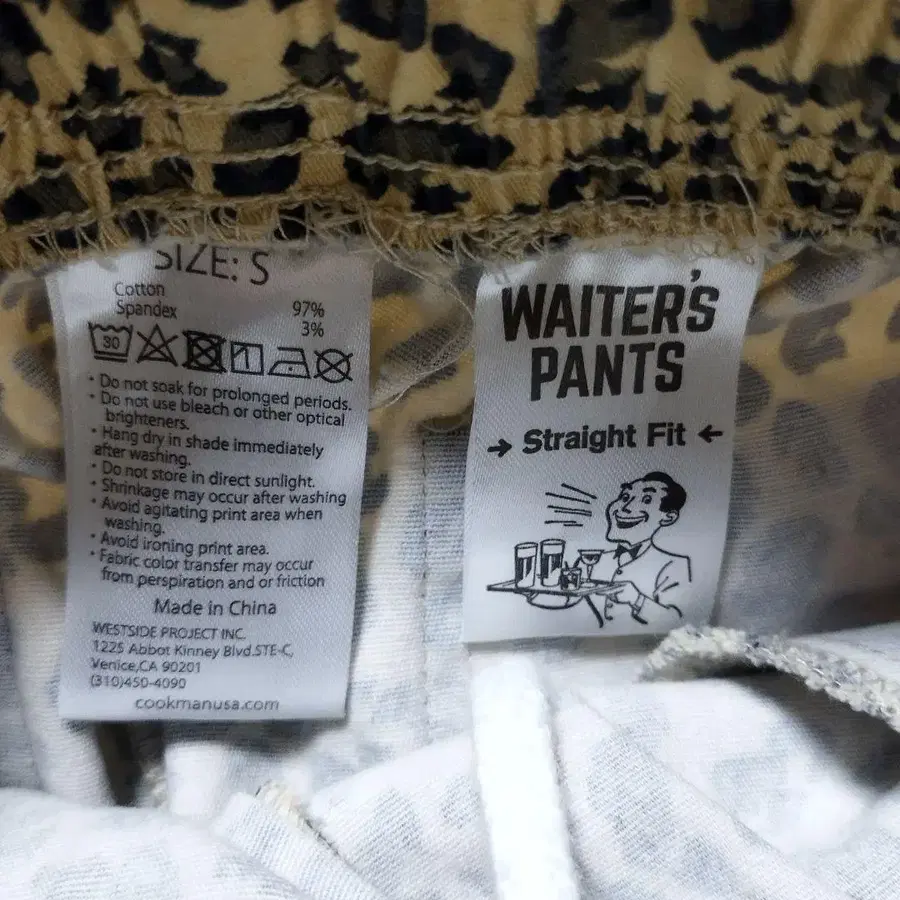 SIZE: S
Cotton 97%
Spandex 3%
30
• Do not soak for prolonged periods.
• Do not use bleach or other optical
brighteners.
• Hang dry in shade immediately
after washing.
• Do not store in direct sunlight.
• Shrinkage may occur after washing
• Avoid agitating print area when
washing.
• Avoid ironing print area.
• Fabric color transfer may occur
from perspiration and or friction
Made in China
WESTSIDE PROJECT INC.
1225 Abbot Kinney Blvd.STE-C,
Venice,CA 90201
(310)450-4090
cookmanusa.com
WAITER'S
PANTS
→ Straight Fit ←